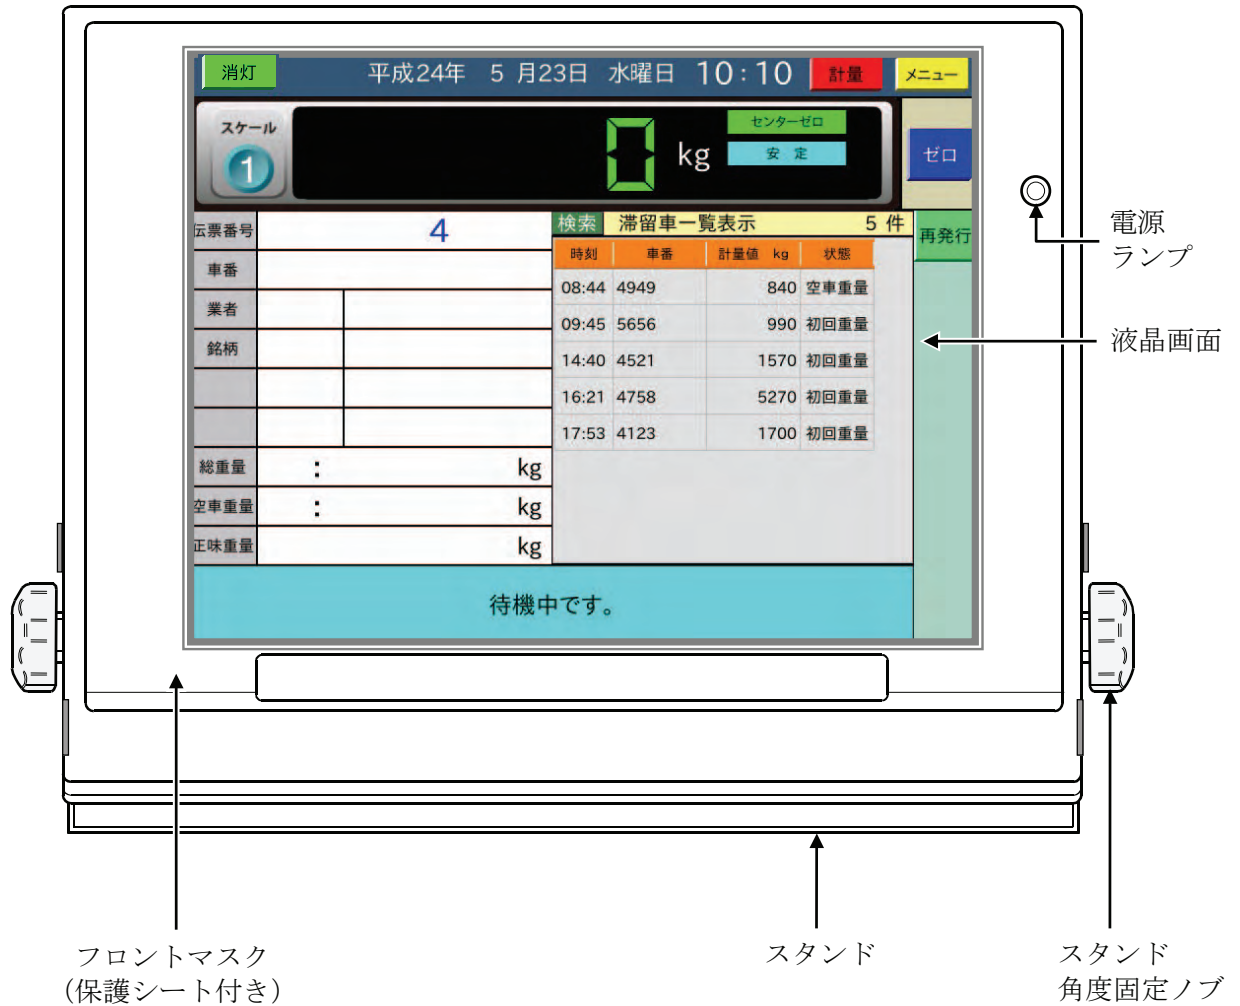 消灯 平成24年 5 月23日 水曜日 10:10 計量 メニュー
スケール
1
0 kg
センターゼロ
安 定
ゼロ
伝票番号 4
車番
業者
銘柄
総重量 : kg
空車重量 : kg
正味重量 kg
検索 滞留車一覧表示 5 件
時刻 車番 計量値 kg 状態
08:44 4949 840 空車重量
09:45 5656 990 初回重量
14:40 4521 1570 初回重量
16:21 4758 5270 初回重量
17:53 4123 1700 初回重量
再発行
待機中です。
電源
ランプ
液晶画面
フロントマスク
(保護シート付き)
スタンド
スタンド
角度固定ノブ